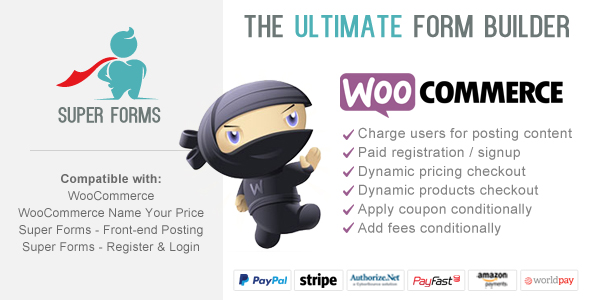 SUPER FORMS
Compatible with:
WooCommerce
WooCommerce Name Your Price
Super Forms - Front-end Posting
Super Forms - Register & Login
THE ULTIMATE FORM BUILDER
WOO COMMERCE
Charge users for posting content
Paid registration / signup
Dynamic pricing checkout
Dynamic products checkout
Apply coupon conditionally
Add fees conditionally
W
PayPal
stripe
Authorize.Net
a CyberSource solution
PayFast
amazon
payments
worldpay